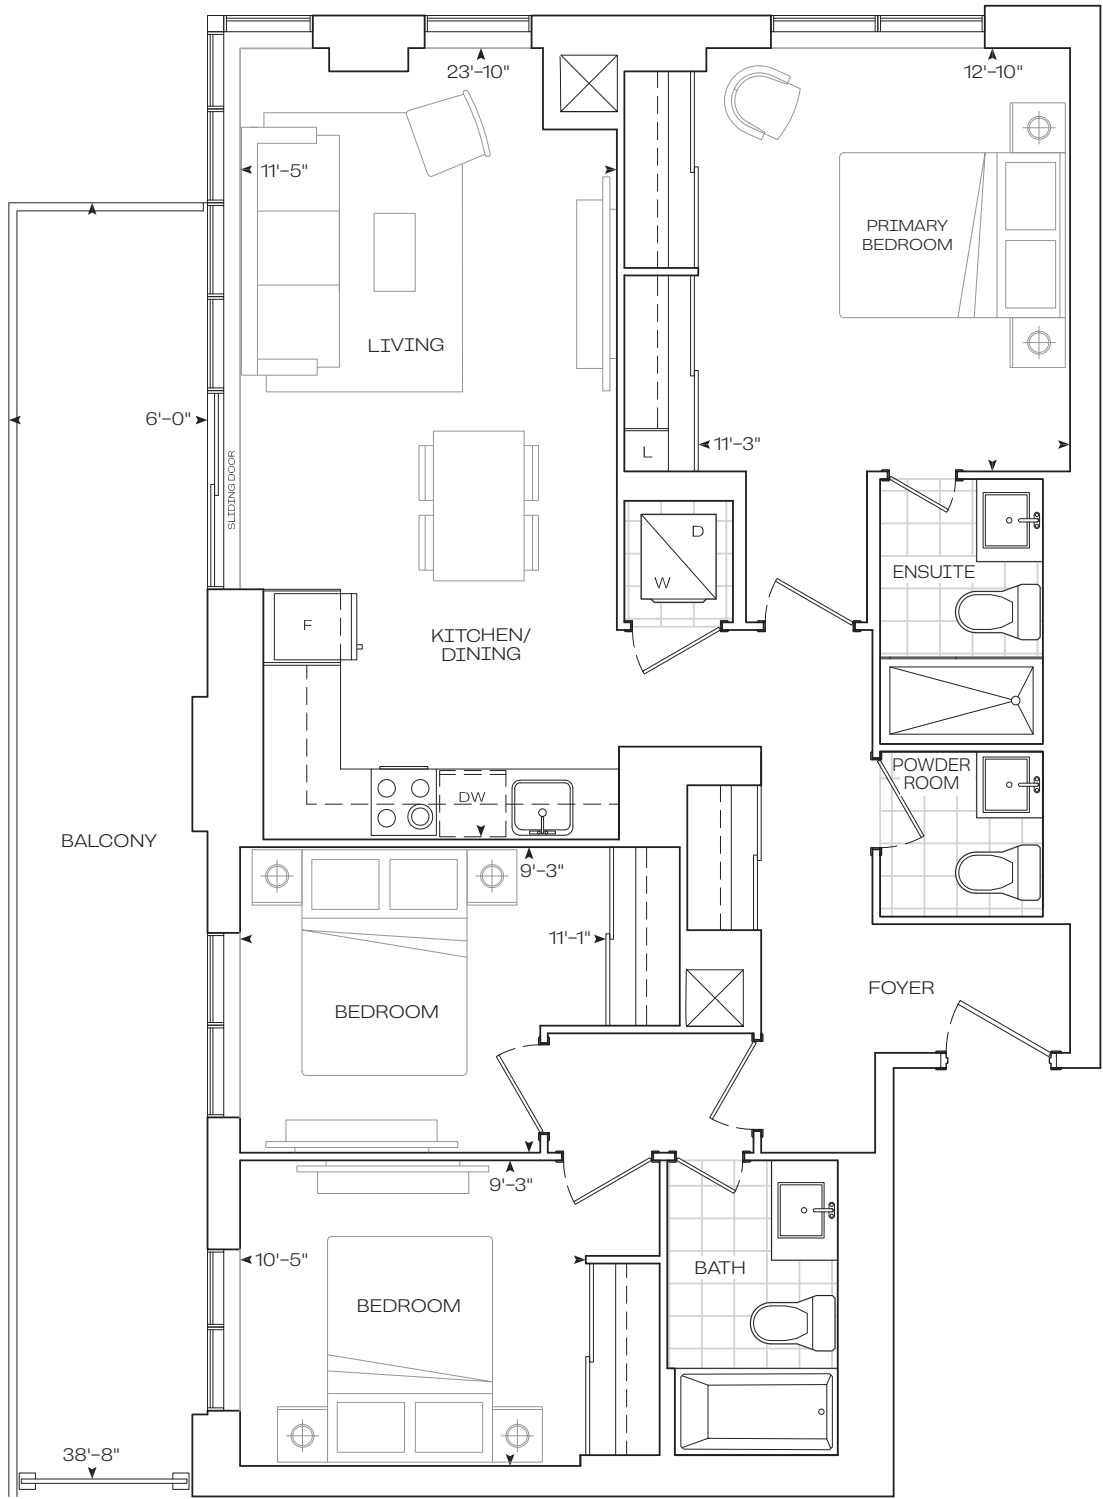 23'-10"
12'-10"
11'-5"
PRIMARY
BEDROOM
LIVING
6'-0"
SLIDING DOOR
11'-3"
L
D
W
ENSUITE
F
KITCHEN/
DINING
POWDER
ROOM
DW
BALCONY
9'-3"
11'-1"
FOYER
BEDROOM
9'-3"
10'-5"
BATH
BEDROOM
38'-8"